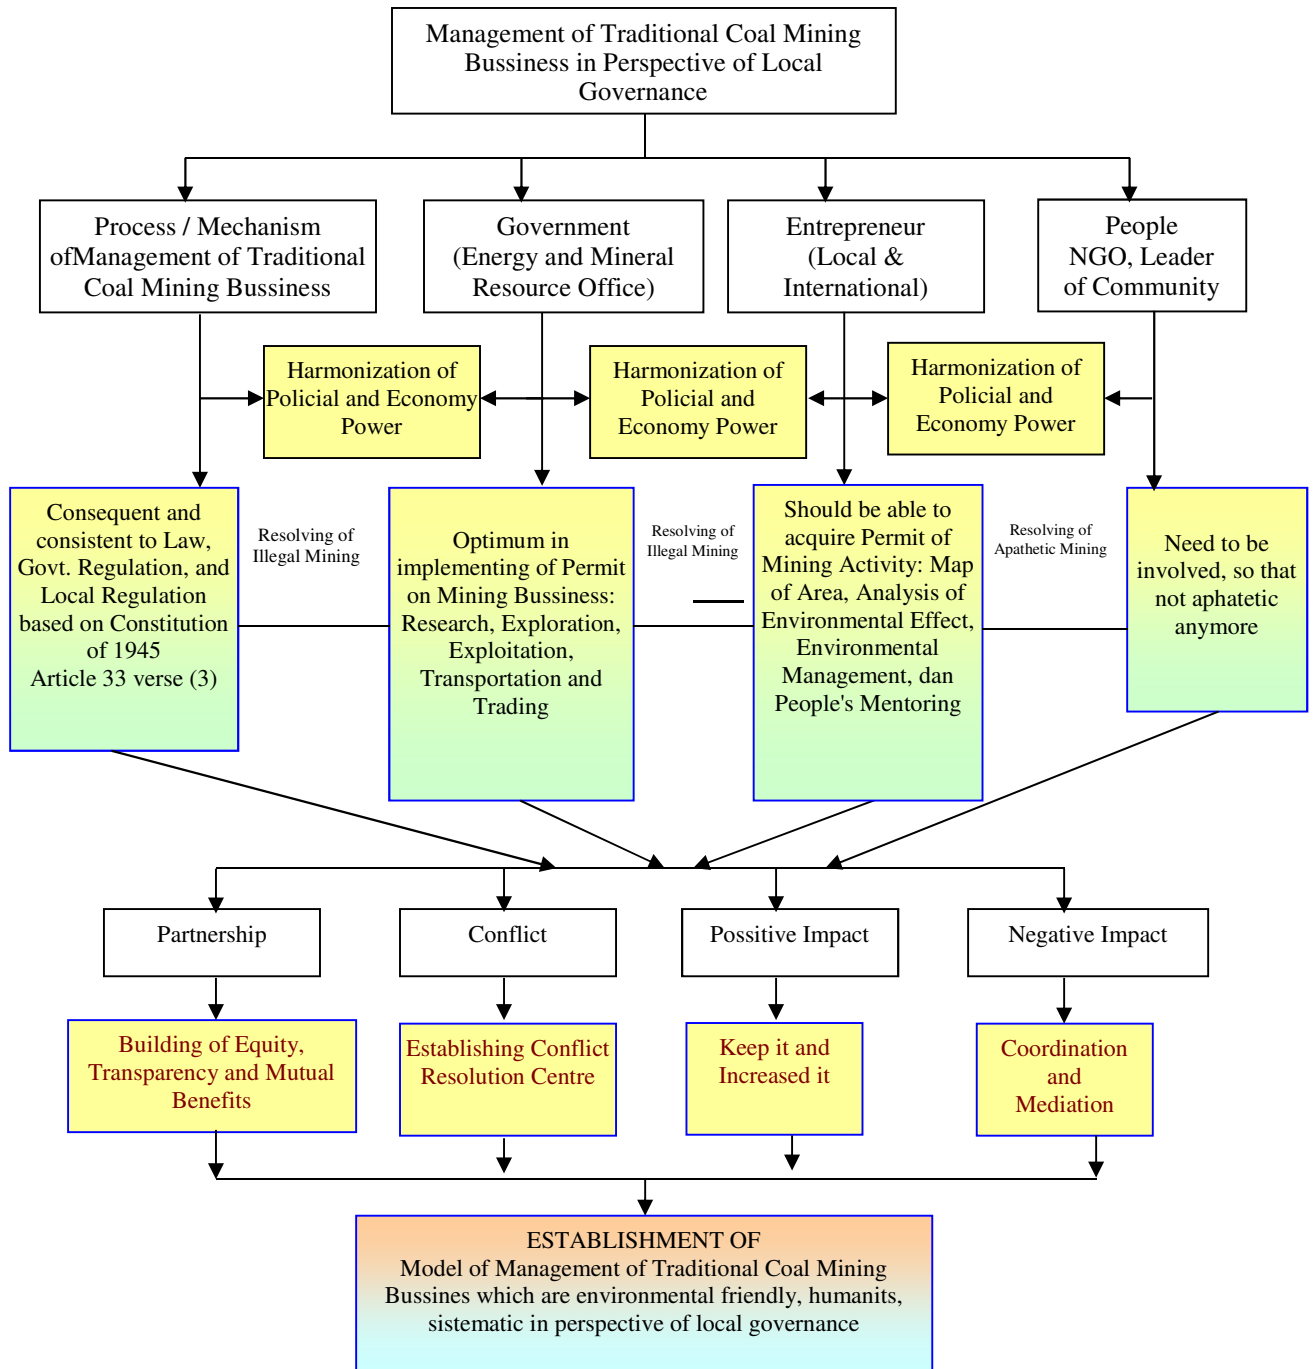 Management of Traditional Coal Mining
Bussiness in Perspective of Local
Governance
Process / Mechanism
ofManagement of Traditional
Coal Mining Bussiness
Government
(Energy and Mineral
Resource Office)
Entrepreneur
(Local &
International)
People
NGO, Leader
of Community
Harmonization of
Policial and Economy
Power
Harmonization of
Policial and
Economy Power
Harmonization of
Policial and
Economy Power
Consequent and
consistent to Law,
Govt. Regulation, and
Local Regulation
based on Constitution
of 1945
Article 33 verse (3)
Resolving of
Illegal Mining
Optimum in
implementing of Permit
on Mining Bussiness:
Research, Exploration,
Exploitation,
Transportation and
Trading
Resolving of
Illegal Mining
Should be able to
acquire Permit of
Mining Activity: Map
of Area, Analysis of
Environmental Effect,
Environmental
Management, dan
People's Mentoring
Resolving of
Apathetic Mining
Need to be
involved, so that
not aphatetic
anymore
Partnership
Conflict
Possitive Impact
Negative Impact
Building of Equity,
Transparency and Mutual
Benefits
Establishing Conflict
Resolution Centre
Keep it and
Increased it
Coordination
and
Mediation
ESTABLISHMENT OF
Model of Management of Traditional Coal Mining
Bussines which are environmental friendly, humanits,
sistematic in perspective of local governance